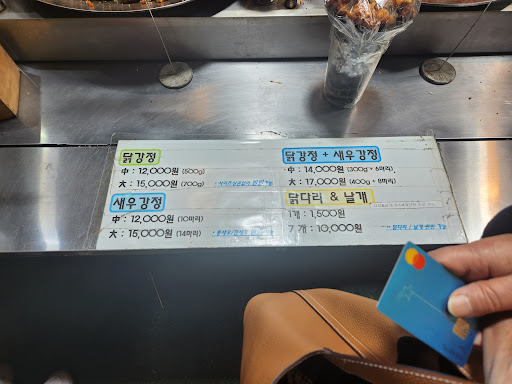 닭강정
中 : 12,000원 (500g)
大 : 15,000원 (700g)
새우강정
中 : 12,000원 (10마리)
大 : 15,000원 (14마리)
닭강정 + 새우강정
中 : 14,000원 (300g + 6마리)
大 : 17,000원 (400g + 8마리)
닭다리 & 날개
1개 : 1,500원
7개 : 10,000원